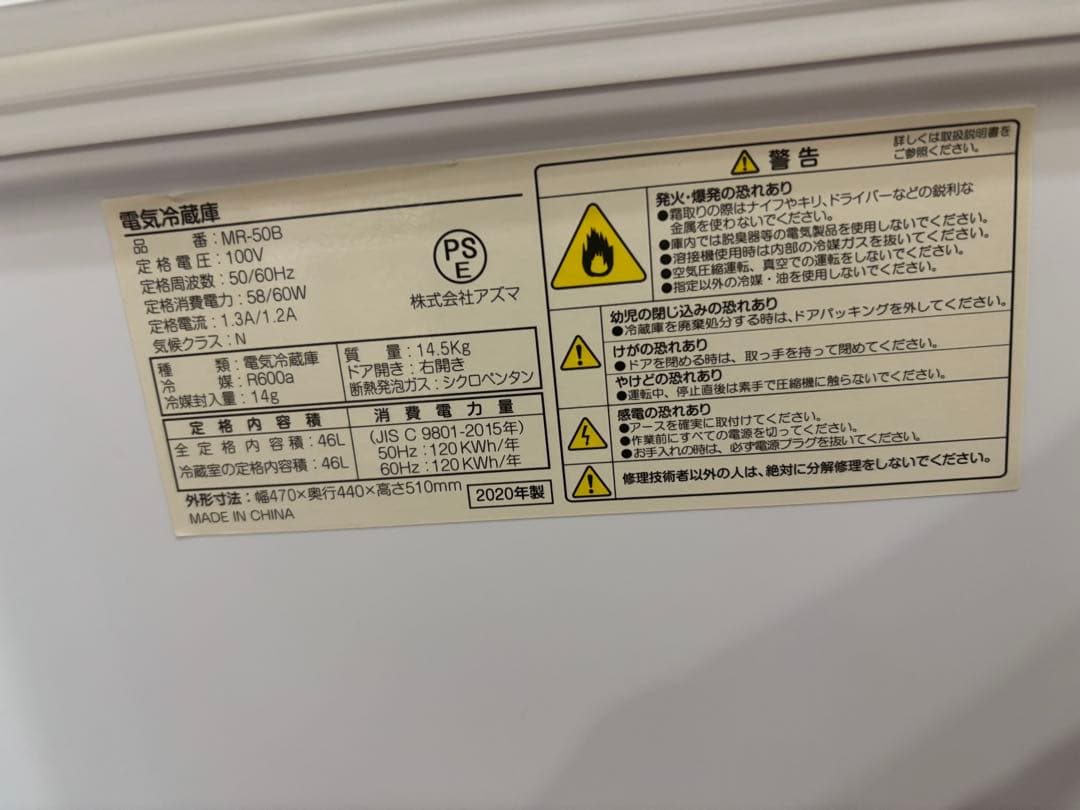 電気冷蔵庫
品番：MR-50B
定格電圧：100V
定格周波数：50/60Hz
定格消費電力：58/60W
定格電流：1.3A/1.2A
気候クラス：N
PS
E
株式会社アズマ
種類：電気冷蔵庫
冷媒：R600a
冷媒封入量：14g
質量：14.5Kg
ドア開き：右開き
断熱発泡ガス：シクロペンタン
定格内容積
全定格内容積：46L
冷蔵室の定格内容積：46L
消費電力量
(JIS C 9801-2015年)
50Hz：120KWh/年
60Hz：120KWh/年
外形寸法：幅470×奥行440×高さ510mm
2020年製
MADE IN CHINA
警告
詳しくは取扱説明書を
ご参照ください。
発火・爆発の恐れあり
●霜取りの際はナイフやキリ、ドライバーなどの鋭利な
金属を使わないでください。
●庫内では脱臭器等の電気製品を使用しないでください。
●溶接機使用時は内部の冷媒ガスを抜いてください。
●空気圧縮運転、真空での運転をしないでください。
●指定以外の冷媒・油を使用しないでください。
幼児の閉じ込みの恐れあり
●冷蔵庫を廃棄処分する時は、ドアパッキングを外してください。
けがの恐れあり
●ドアを閉める時は、取っ手を持って閉めてください。
やけどの恐れあり
●運転中、停止直後は素手で圧縮機に触らないでください。
感電の恐れあり
●アースを確実に取付けてください。
●作業前にすべての電源を切ってください。
●お手入れの時は、必ず電源プラグを抜いてください。
修理技術者以外の人は、絶対に分解修理をしないでください。